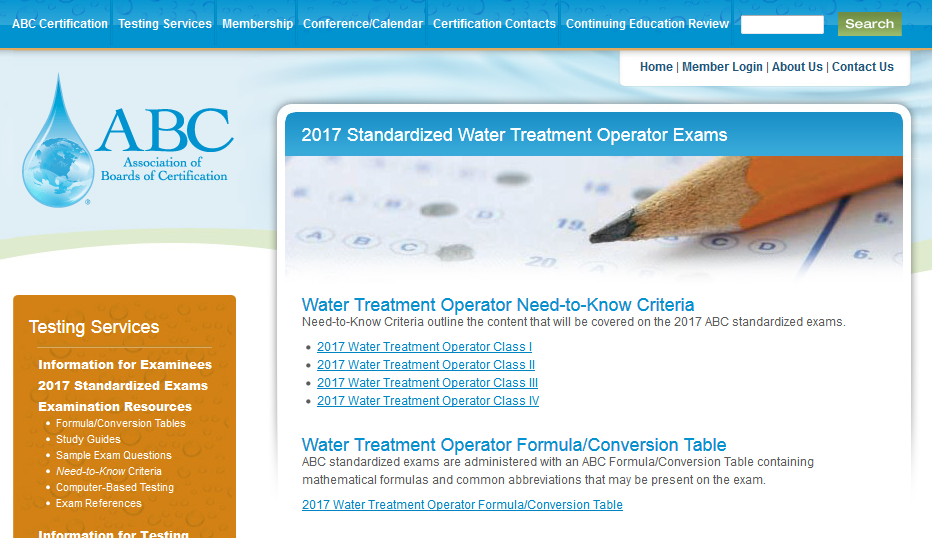 ABC Certification Testing Services Membership Conference/Calendar Certification Contacts Continuing Education Review Search
Home | Member Login | About Us | Contact Us
ABC
Association of
Boards of Certification
®
2017 Standardized Water Treatment Operator Exams
19.
A B C
C D
20
5.
6.
Water Treatment Operator Need-to-Know Criteria
Need-to-Know Criteria outline the content that will be covered on the 2017 ABC standardized exams.
2017 Water Treatment Operator Class I
2017 Water Treatment Operator Class II
2017 Water Treatment Operator Class III
2017 Water Treatment Operator Class IV
Water Treatment Operator Formula/Conversion Table
ABC standardized exams are administered with an ABC Formula/Conversion Table containing
mathematical formulas and common abbreviations that may be present on the exam.
2017 Water Treatment Operator Formula/Conversion Table
Testing Services
Information for Examinees
2017 Standardized Exams
Examination Resources
Formula/Conversion Tables
Study Guides
Sample Exam Questions
Need-to-Know Criteria
Computer-Based Testing
Exam References
Information for Testing